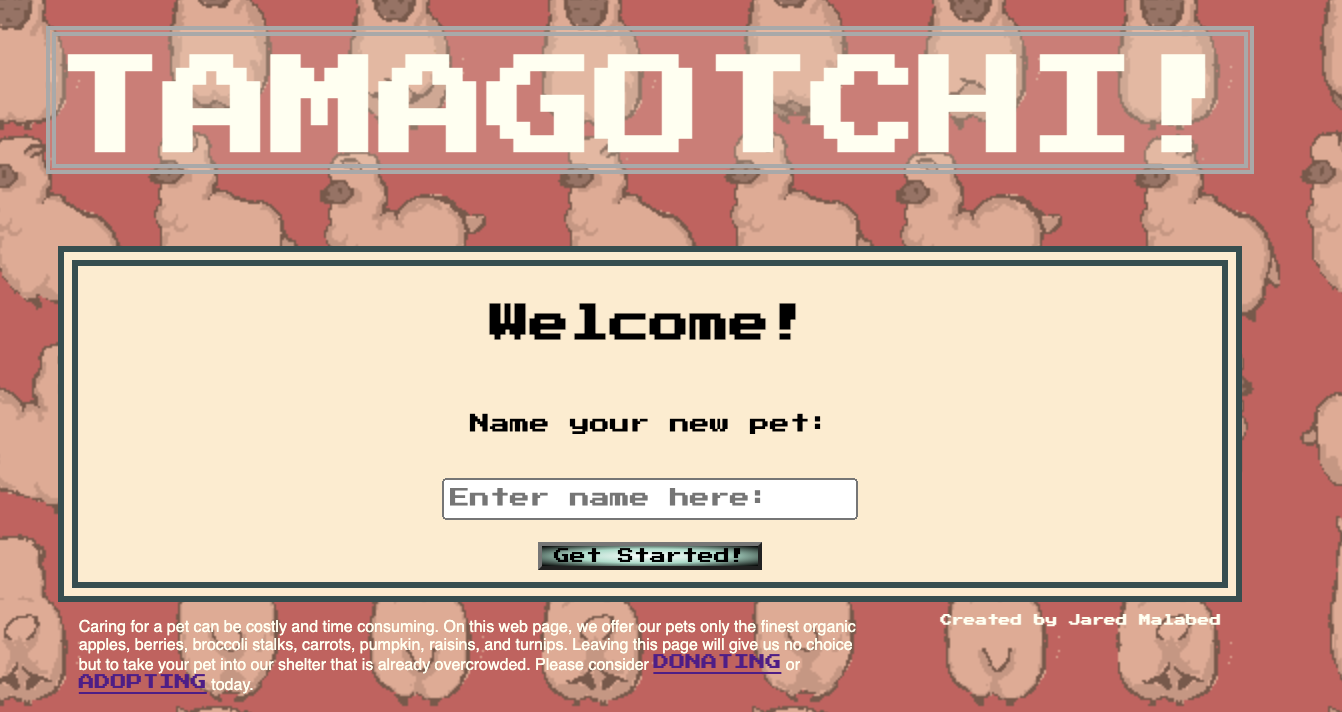 TAMAGOTCHI!
Welcome!
Name your new pet:
Enter name here:
Get Started!
Caring for a pet can be costly and time consuming. On this web page, we offer our pets only the finest organic
apples, berries, broccoli stalks, carrots, pumpkin, raisins, and turnips. Leaving this page will give us no choice
but to take your pet into our shelter that is already overcrowded. Please consider DONATING or
ADOPTING today.
Created by Jared Malabed